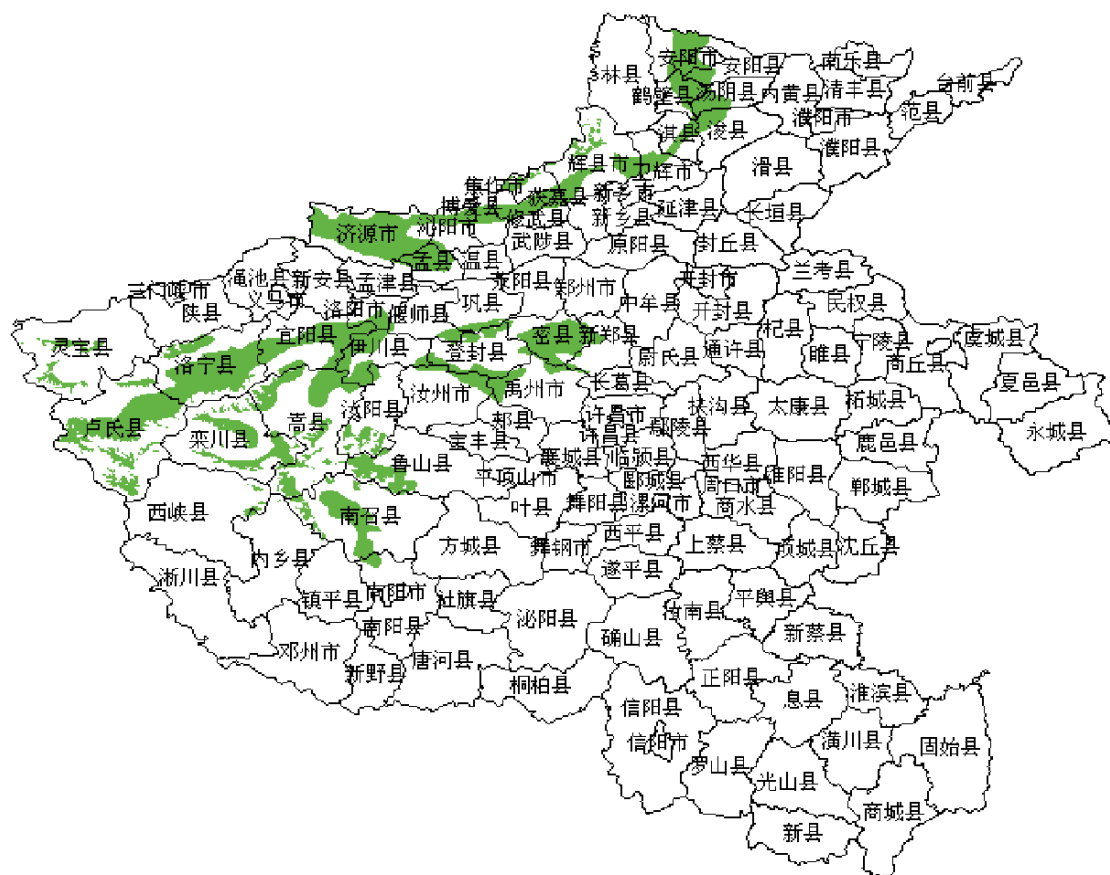 安阳市
安阳县
南乐县
林县
台前县
鹤壁县
汤阴县
内黄县
清丰县
范县
濮阳市
淇县
浚县
濮阳县
辉县市
卫辉市
滑县
焦作市
获嘉县
新乡市
博爱县
修武县
新乡县
延津县
长垣县
济源市
沁阳市
武陟县
原阳县
封丘县
孟县
温县
兰考县
渑池县
新安县
孟津县
荥阳县
郑州市
开封市
三门峡市
义马市
陕县
洛阳市
偃师县
巩县
中牟县
开封县
民权县
灵宝县
宜阳县
伊川县
登封县
密县
新郑县
尉氏县
通许县
杞县
睢县
宁陵县
商丘县
虞城县
洛宁县
夏邑县
汝阳县
汝州市
禹州市
长葛县
扶沟县
太康县
柘城县
卢氏县
栾川县
嵩县
郏县
许昌市
许昌县
鄢陵县
永城县
宝丰县
襄城县
临颍县
鹿邑县
鲁山县
平顶山市
郾城县
西华县
周口市
淮阳县
郸城县
西峡县
南召县
叶县
舞阳县
漯河市
商水县
内乡县
方城县
舞钢市
西平县
上蔡县
项城县
沈丘县
淅川县
遂平县
镇平县
南阳市
社旗县
泌阳县
汝南县
平舆县
南阳县
确山县
新蔡县
邓州市
新野县
唐河县
桐柏县
正阳县
息县
淮滨县
信阳县
信阳市
罗山县
潢川县
固始县
光山县
商城县
新县